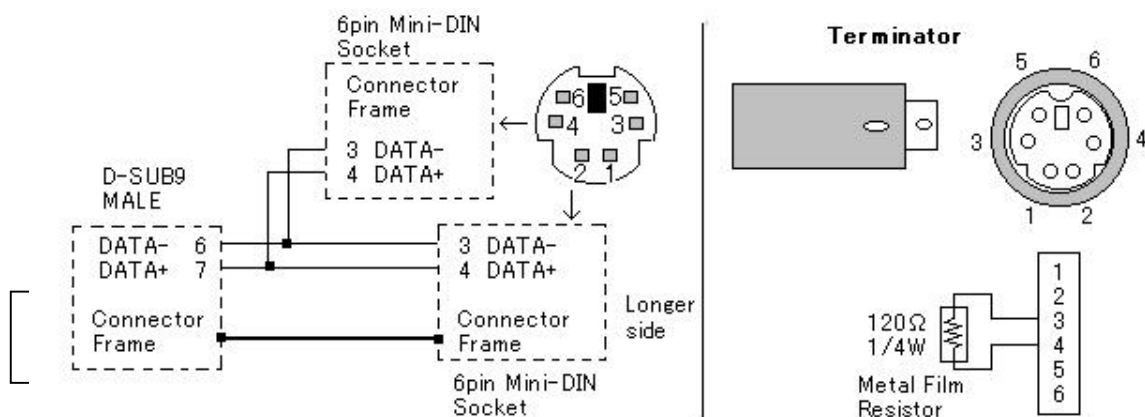 6pin Mini-DIN
Socket
Connector
Frame
3 DATA-
4 DATA+
6 5
4 3
2 1
D-SUB9
MALE
DATA- 6
DATA+ 7
Connector
Frame
3 DATA-
4 DATA+
Connector
Frame
Longer
side
6pin Mini-DIN
Socket
Terminator
5 6
3 4
1 2
120Ω
1/4W
Metal Film
Resistor
1
2
3
4
5
6